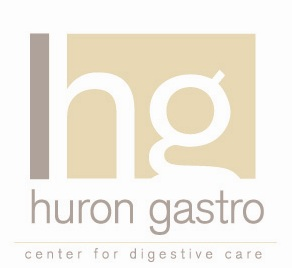 hg
huron gastro
center for digestive care